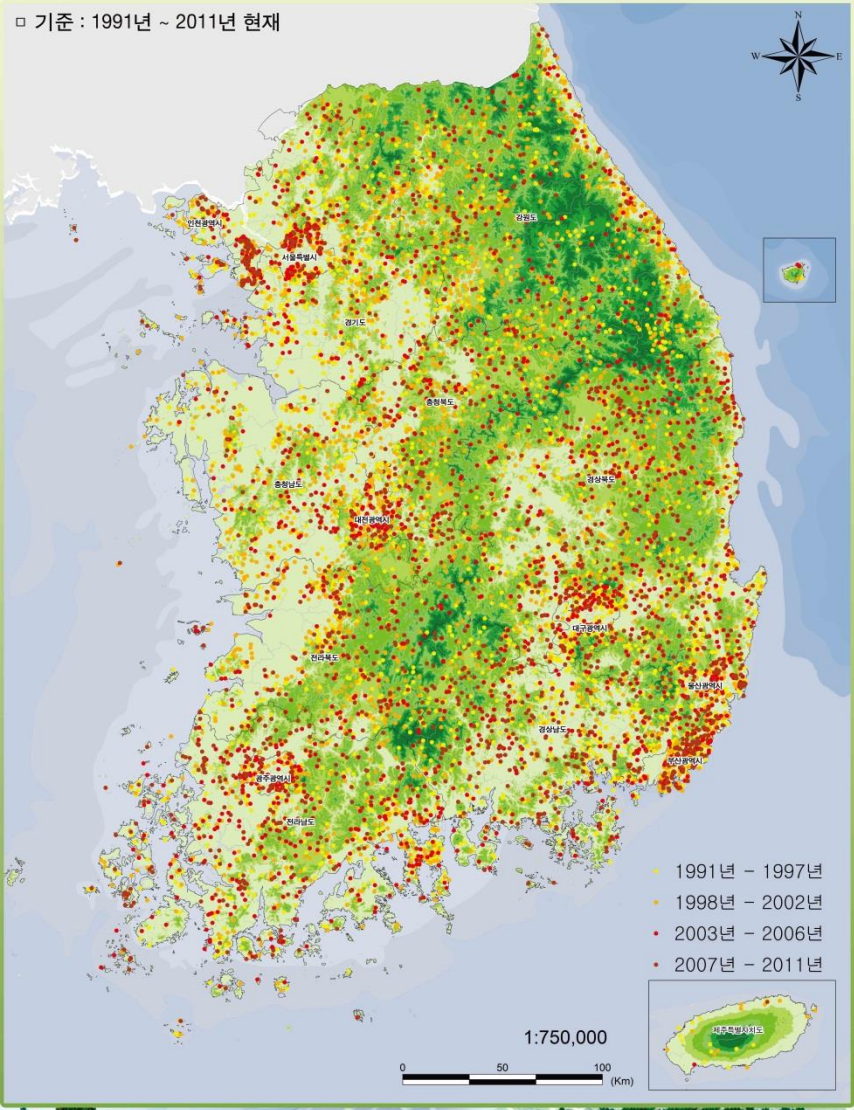 □ 기준 : 1991년 ~ 2011년 현재
N
W E
S
강원도
인천광역시
서울특별시
경기도
충청북도
경상북도
충청남도
대전광역시
대구광역시
전라북도
울산광역시
경상남도
부산광역시
광주광역시
전라남도
1991년 - 1997년
1998년 - 2002년
2003년 - 2006년
2007년 - 2011년
제주특별자치도
1:750,000
0 50 100
(Km)